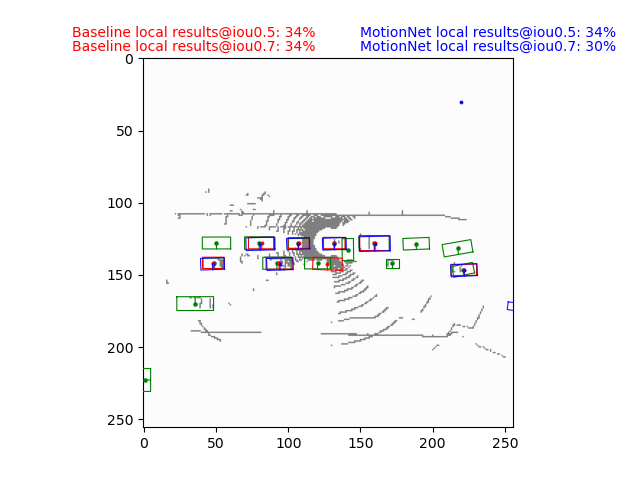 Baseline local results@iou0.5: 34%
Baseline local results@iou0.7: 34%
MotionNet local results@iou0.5: 34%
MotionNet local results@iou0.7: 30%
0
50
100
150
200
250
0 50 100 150 200 250